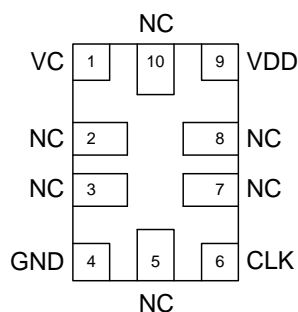 NC
VC 1 10 9 VDD
NC 2 8 NC
NC 3 7 NC
GND 4 5 6 CLK
NC